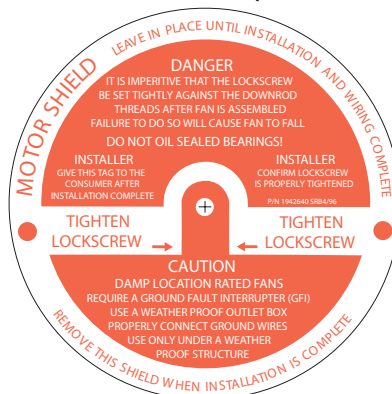 LEAVE IN PLACE UNTIL INSTALLATION AND WIRING COMPLETE
MOTOR SHIELD
DANGER
IT IS IMPERITIVE THAT THE LOCKSCREW
BE SET TIGHTLY AGAINST THE DOWNROD
THREADS AFTER FAN IS ASSEMBLED
FAILURE TO DO SO WILL CAUSE FAN TO FALL
DO NOT OIL SEALED BEARINGS!
INSTALLER
GIVE THIS TAG TO THE
CONSUMER AFTER
INSTALLATION COMPLETE
INSTALLER
CONFIRM LOCKSCREW
IS PROPERLY TIGHTENED
P/N 1942640 SRB4/96
TIGHTEN
LOCKSCREW
TIGHTEN
LOCKSCREW
CAUTION
DAMP LOCATION RATED FANS
REQUIRE A GROUND FAULT INTERRUPTER (GFI)
USE A WEATHER PROOF OUTLET BOX
PROPERLY CONNECT GROUND WIRES
USE ONLY UNDER A WEATHER
PROOF STRUCTURE
REMOVE THIS SHIELD WHEN INSTALLATION IS COMPLETE